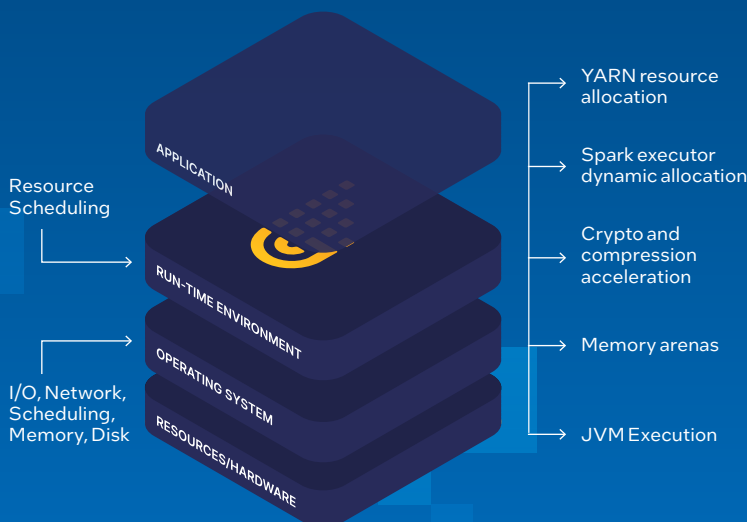 Resource
Scheduling
I/O, Network,
Scheduling,
Memory, Disk
APPLICATION
RUN-TIME ENVIRONMENT
OPERATING SYSTEM
RESOURCES/HARDWARE
YARN resource
allocation
Spark executor
dynamic allocation
Crypto and
compression
acceleration
Memory arenas
JVM Execution